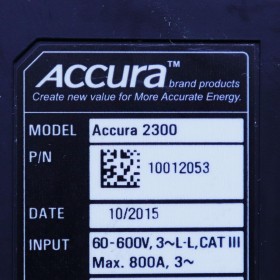 ACCURA™
brand products
Create new value for More Accurate Energy.
MODEL Accura 2300
P/N 10012053
DATE 10/2015
INPUT 60-600V, 3~L-L, CAT III
Max. 800A, 3~